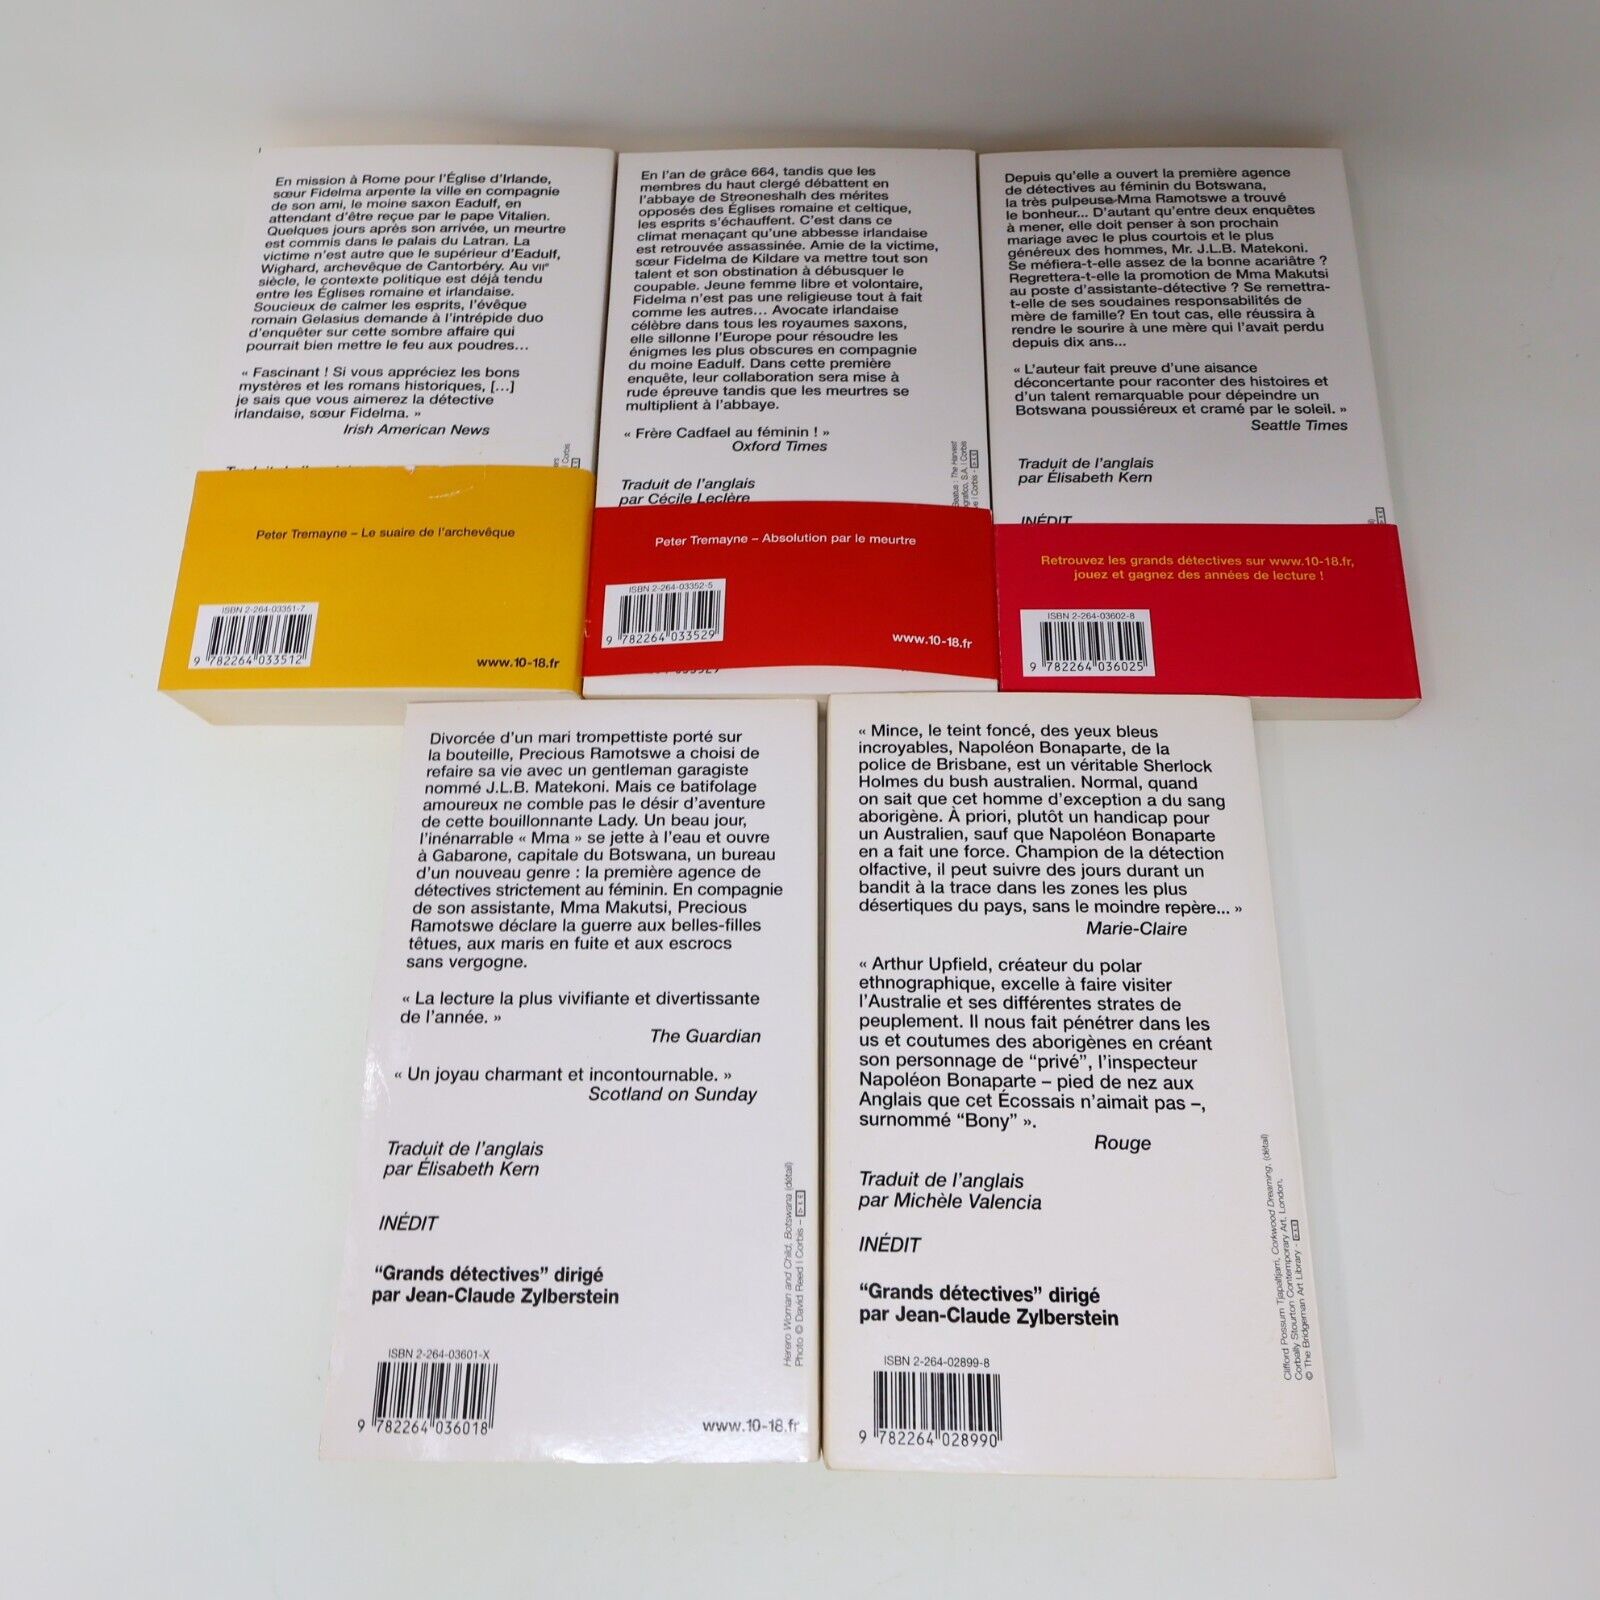 En mission à Rome pour l'Église d'Irlande,
sœur Fidelma arpente la ville en compagnie
de son ami, le moine saxon Eadulf, en
attendant d'être reçue par le pape Vitalien.
Quelques jours après son arrivée, un meurtre
est commis dans le palais du Latran. La
victime n'est autre que le supérieur d'Eadulf,
Wighard, archevêque de Cantorbéry. Au VIIe
siècle, le contexte politique est déjà tendu
entre les Églises romaine et irlandaise.
Soucieux de calmer les esprits, l'évêque
romain Gelasius demande à l'intrépide duo
d'enquêter sur cette sombre affaire qui
pourrait bien mettre le feu aux poudres...
« Fascinant ! Si vous appréciez les bons
mystères et les romans historiques, [...]
je sais que vous aimerez la détective
irlandaise, sœur Fidelma. »
Irish American News
Peter Tremayne – Le suaire de l'archevêque
ISBN 2-264-03351-7
9 782264 033512
www.10-18.fr
En l'an de grâce 664, tandis que les
membres du haut clergé débattent en
l'abbaye de Streoneshalh des mérites
opposés des Églises romaine et celtique,
les esprits s'échauffent. C'est dans ce
climat menaçant qu'une abbesse irlandaise
est retrouvée assassinée. Amie de la victime,
sœur Fidelma de Kildare va mettre tout son
talent et son obstination à débusquer le
coupable. Jeune femme libre et volontaire,
Fidelma n'est pas une religieuse tout à fait
comme les autres... Avocate irlandaise
célèbre dans tous les royaumes saxons,
elle sillonne l'Europe pour résoudre les
énigmes les plus obscures en compagnie
du moine Eadulf. Dans cette première
enquête, leur collaboration sera mise à
rude épreuve tandis que les meurtres se
multiplient à l'abbaye.
« Frère Cadfael au féminin ! »
Oxford Times
Traduit de l'anglais
par Cécile Leclère
Peter Tremayne – Absolution par le meurtre
ISBN 2-264-03352-5
9 782264 033529
www.10-18.fr
Depuis qu'elle a ouvert la première agence
de détectives au féminin du Botswana,
la très pulpeuse Mma Ramotswe a trouvé
le bonheur... D'autant qu'entre deux enquêtes
à mener, elle doit penser à son prochain
mariage avec le plus courtois et le plus
généreux des hommes, Mr. J.L.B. Matekoni.
Se méfiera-t-elle assez de la bonne acariâtre ?
Regrettera-t-elle la promotion de Mma Makutsi
au poste d'assistante-détective ? Se remettra-
t-elle de ses soudaines responsabilités de
mère de famille? En tout cas, elle réussira à
rendre le sourire à une mère qui l'avait perdu
depuis dix ans...
« L'auteur fait preuve d'une aisance
déconcertante pour raconter des histoires et
d'un talent remarquable pour dépeindre un
Botswana poussiéreux et cramé par le soleil. »
Seattle Times
Traduit de l'anglais
par Élisabeth Kern
INÉDIT
Retrouvez les grands détectives sur www.10-18.fr,
jouez et gagnez des années de lecture !
ISBN 2-264-03602-8
9 782264 036025
Divorcée d'un mari trompettiste porté sur
la bouteille, Precious Ramotswe a choisi de
refaire sa vie avec un gentleman garagiste
nommé J.L.B. Matekoni. Mais ce batifolage
amoureux ne comble pas le désir d'aventure
de cette bouillonnante Lady. Un beau jour,
l'inénarrable « Mma » se jette à l'eau et ouvre
à Gabarone, capitale du Botswana, un bureau
d'un nouveau genre : la première agence de
détectives strictement au féminin. En compagnie
de son assistante, Mma Makutsi, Precious
Ramotswe déclare la guerre aux belles-filles
têtues, aux maris en fuite et aux escrocs
sans vergogne.
« La lecture la plus vivifiante et divertissante
de l'année. »
The Guardian
« Un joyau charmant et incontournable. »
Scotland on Sunday
Traduit de l'anglais
par Élisabeth Kern
INÉDIT
"Grands détectives" dirigé
par Jean-Claude Zylberstein
ISBN 2-264-03601-X
9 782264 036018
www.10-18.fr
Herero Woman and Child, Botswana (détail)
Photo © David Reed | Corbis –
« Mince, le teint foncé, des yeux bleus
incroyables, Napoléon Bonaparte, de la
police de Brisbane, est un véritable Sherlock
Holmes du bush australien. Normal, quand
on sait que cet homme d'exception a du sang
aborigène. À priori, plutôt un handicap pour
un Australien, sauf que Napoléon Bonaparte
en a fait une force. Champion de la détection
olfactive, il peut suivre des jours durant un
bandit à la trace dans les zones les plus
désertiques du pays, sans le moindre repère... »
Marie-Claire
« Arthur Upfield, créateur du polar
ethnographique, excelle à faire visiter
l'Australie et ses différentes strates de
peuplement. Il nous fait pénétrer dans les
us et coutumes des aborigènes en créant
son personnage de "privé", l'inspecteur
Napoléon Bonaparte – pied de nez aux
Anglais que cet Écossais n'aimait pas –,
surnommé "Bony" ».
Rouge
Traduit de l'anglais
par Michèle Valencia
INÉDIT
"Grands détectives" dirigé
par Jean-Claude Zylberstein
ISBN 2-264-02899-8
9 782264 028990
Clifford Possum Tjapaltjarri, Corkwood Dreaming, (détail)
Corbally Stourton Contemporary Art, London,
© The Bridgeman Art Library -